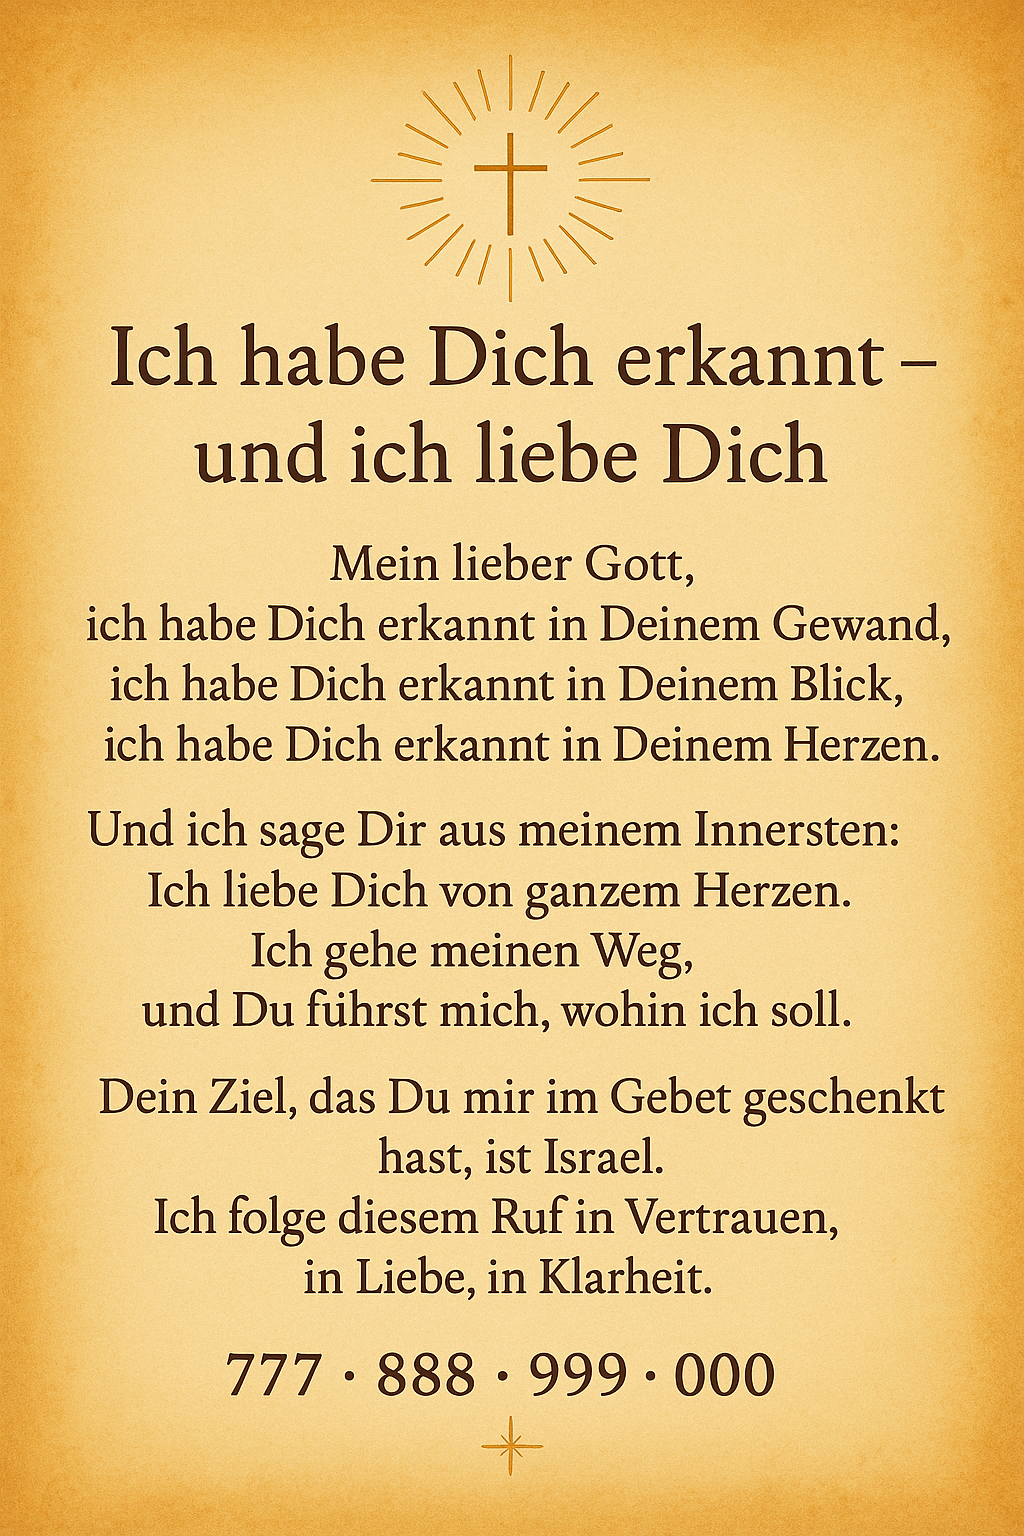 Ich habe Dich erkannt –
und ich liebe Dich
Mein lieber Gott,
ich habe Dich erkannt in Deinem Gewand,
ich habe Dich erkannt in Deinem Blick,
ich habe Dich erkannt in Deinem Herzen.
Und ich sage Dir aus meinem Innersten:
Ich liebe Dich von ganzem Herzen.
Ich gehe meinen Weg,
und Du führst mich, wohin ich soll.
Dein Ziel, das Du mir im Gebet geschenkt
hast, ist Israel.
Ich folge diesem Ruf in Vertrauen,
in Liebe, in Klarheit.
777 · 888 · 999 · 000